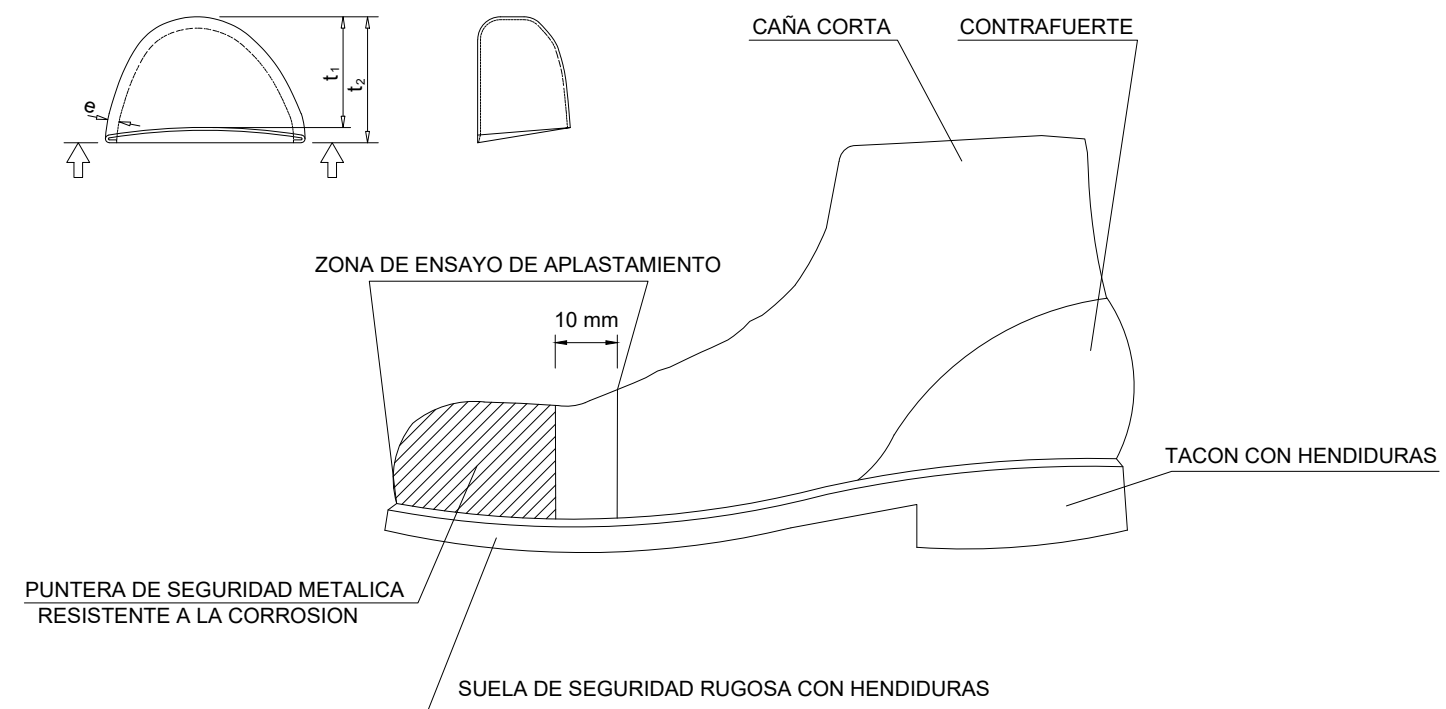 e
t1
t2
CAÑA CORTA
CONTRAFUERTE
ZONA DE ENSAYO DE APLASTAMIENTO
10 mm
TACON CON HENDIDURAS
PUNTERA DE SEGURIDAD METALICA
RESISTENTE A LA CORROSION
SUELA DE SEGURIDAD RUGOSA CON HENDIDURAS